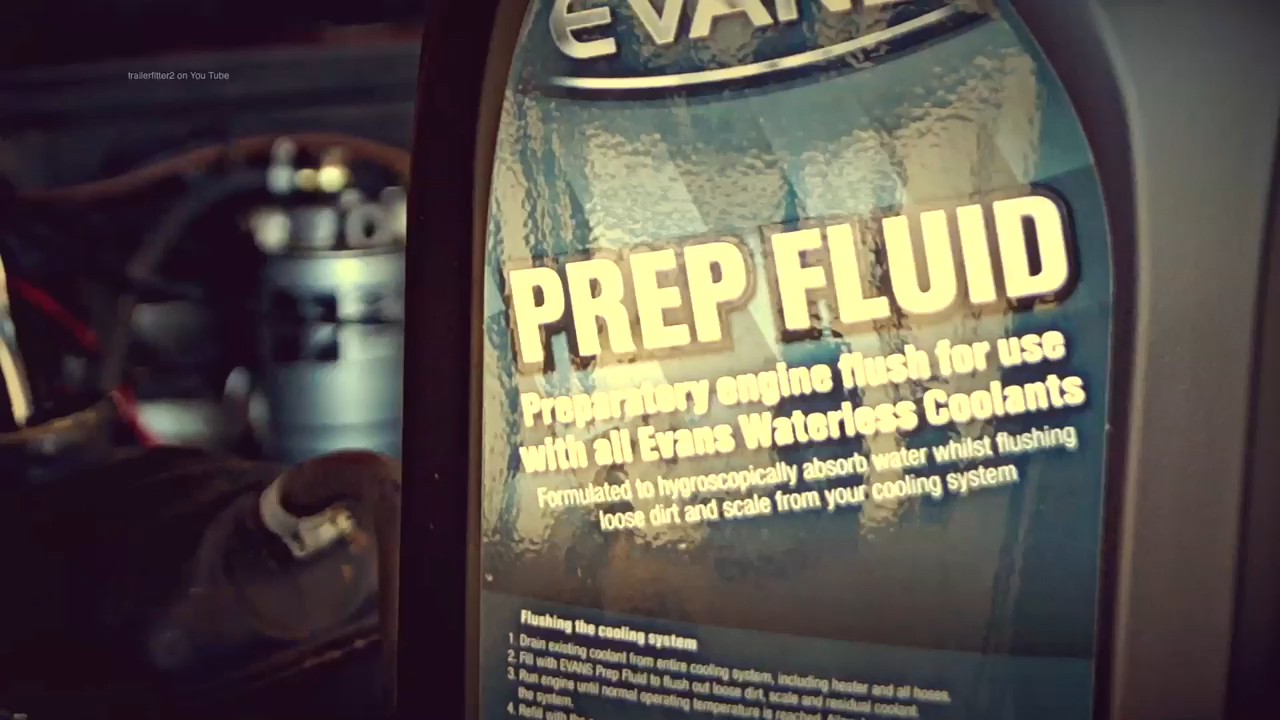 EVANS
trailerfitter2 on You Tube
PREP FLUID
Preparatory engine flush for use
with all Evans Waterless Coolants
Formulated to hygroscopically absorb water whilst flushing
loose dirt and scale from your cooling system
Flushing the cooling system
1. Drain existing coolant from entire cooling system, including heater and all hoses.
2. Fill with EVANS Prep Fluid to flush out loose dirt, scale and residual coolant.
3. Run engine until normal operating temperature is reached.
the system.
4. Refill with the